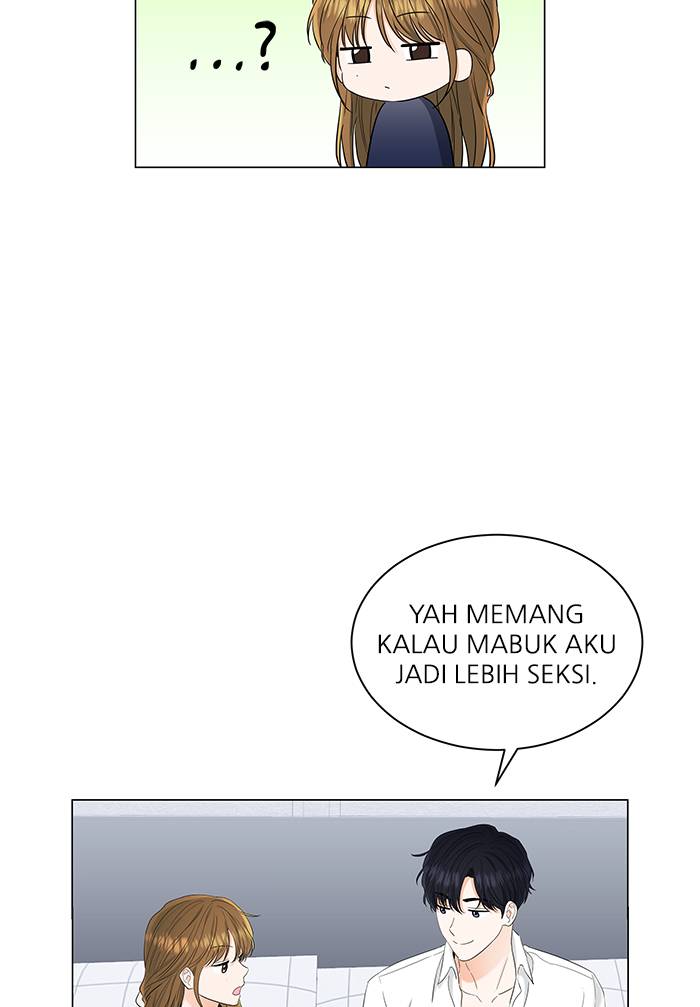 ...?
YAH MEMANG
KALAU MABUK AKU
JADI LEBIH SEKSI.